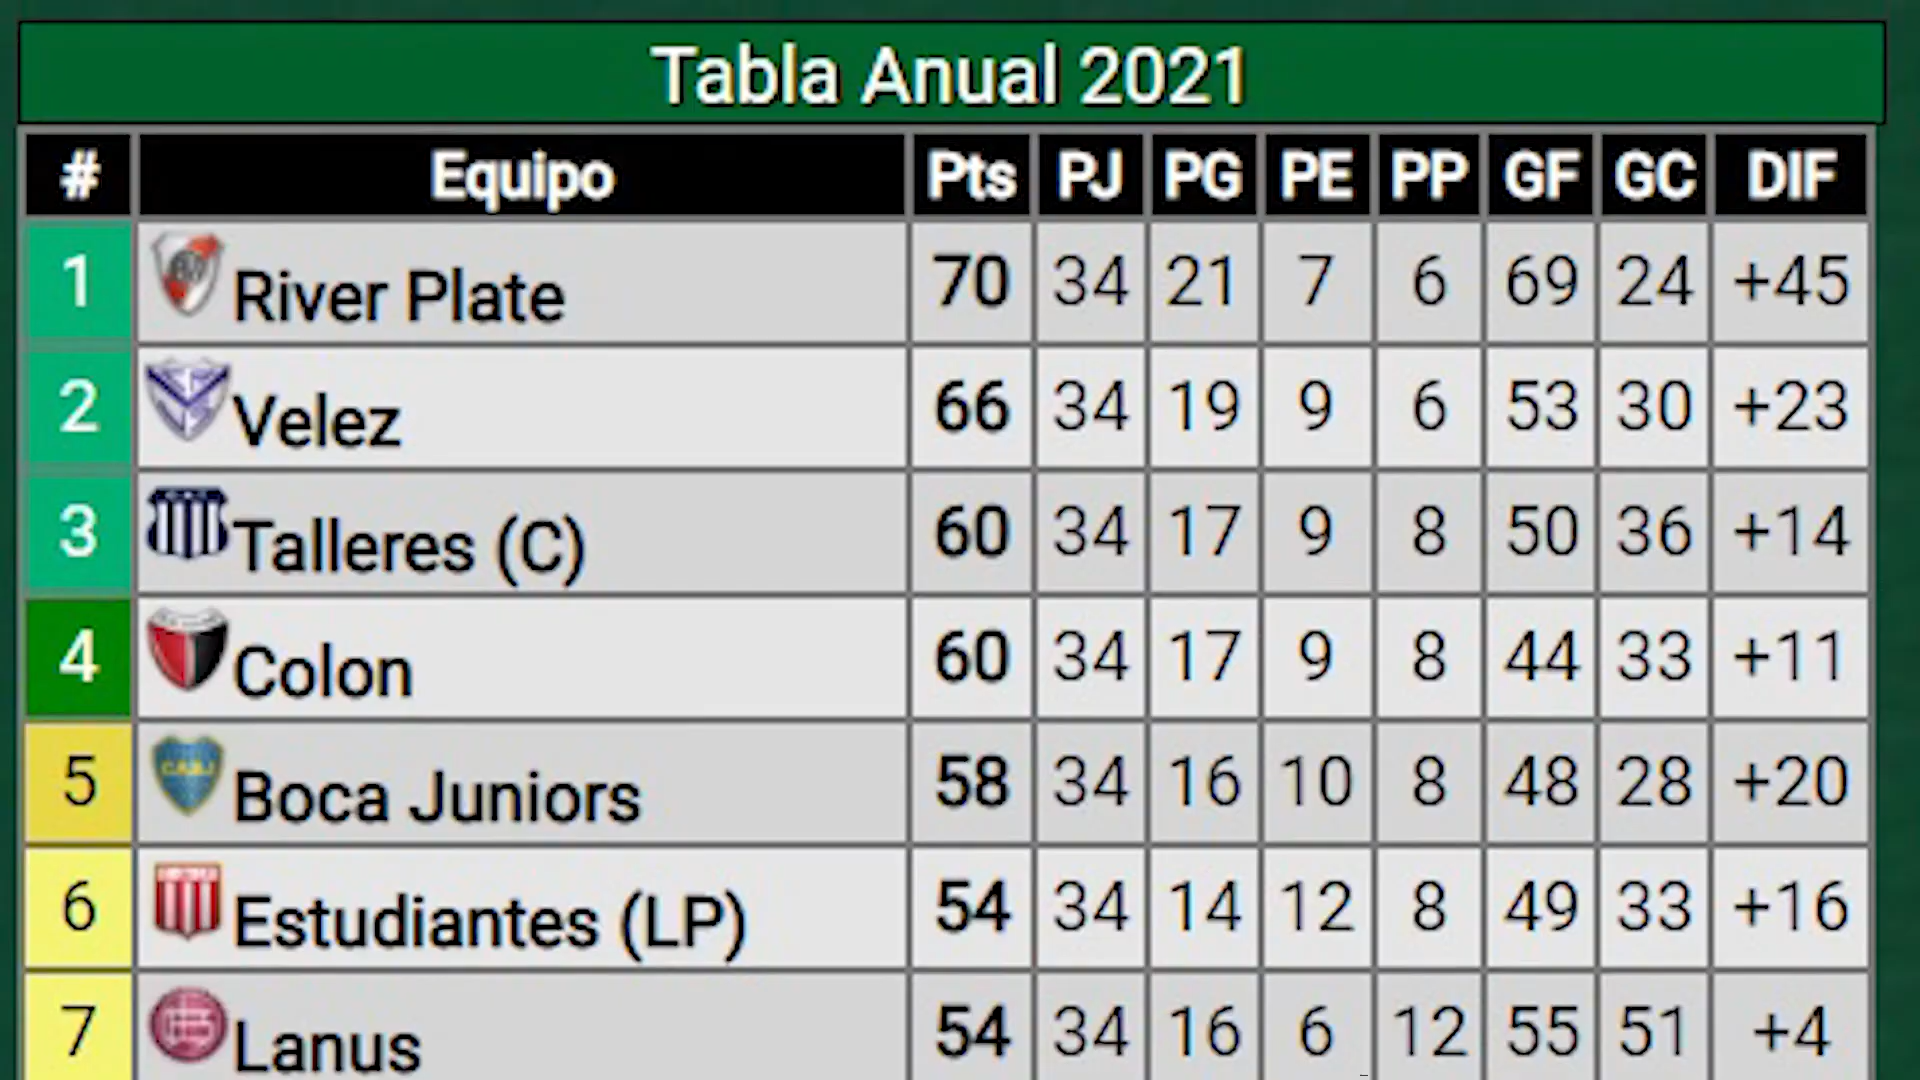 Tabla Anual 2021
# Equipo Pts PJ PG PE PP GF GC DIF
1 River Plate 70 34 21 7 6 69 24 +45
2 Velez 66 34 19 9 6 53 30 +23
3 Talleres (C) 60 34 17 9 8 50 36 +14
4 Colon 60 34 17 9 8 44 33 +11
5 Boca Juniors 58 34 16 10 8 48 28 +20
6 Estudiantes (LP) 54 34 14 12 8 49 33 +16
7 Lanus 54 34 16 6 12 55 51 +4